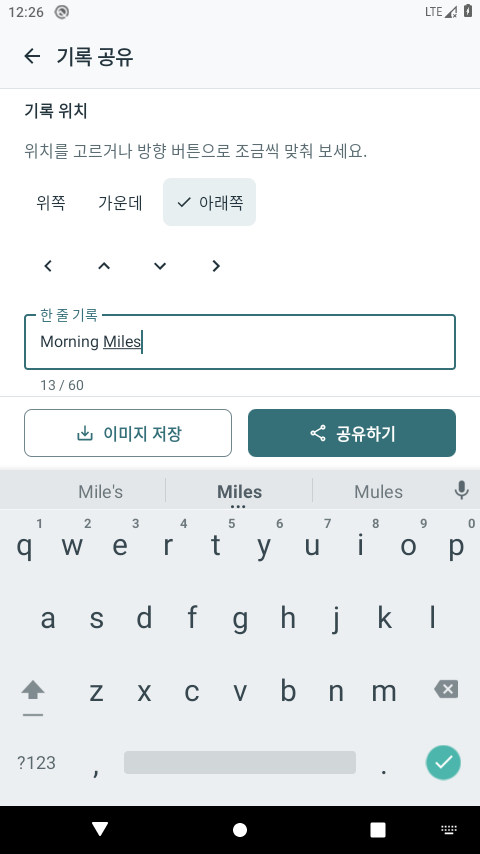 12:26 LTE
기록 공유
기록 위치
위치를 고르거나 방향 버튼으로 조금씩 맞춰 보세요.
위쪽 가운데 아래쪽
한 줄 기록
Morning Miles
13 / 60
이미지 저장 공유하기
Mile's Miles Mules
1 2 3 4 5 6 7 8 9 0
q w e r t y u i o p
a s d f g h j k l
z x c v b n m
?123 , .